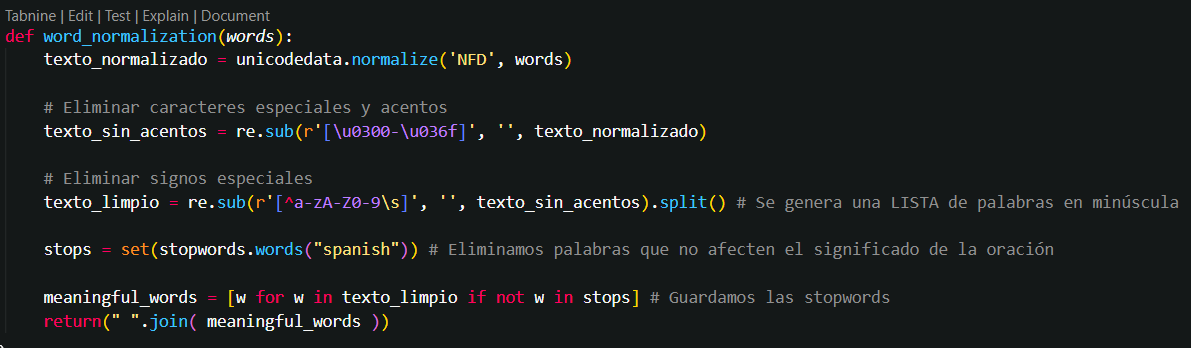 Tabnine | Edit | Test | Explain | Document
def word_normalization(words):
    texto_normalizado = unicodedata.normalize('NFD', words)

    # Eliminar caracteres especiales y acentos
    texto_sin_acentos = re.sub(r'[\u0300-\u036f]', '', texto_normalizado)

    # Eliminar signos especiales
    texto_limpio = re.sub(r'[^a-zA-Z0-9\s]', '', texto_sin_acentos).split() # Se genera una LISTA de palabras en minúscula

    stops = set(stopwords.words("spanish")) # Eliminamos palabras que no afecten el significado de la oración

    meaningful_words = [w for w in texto_limpio if not w in stops] # Guardamos las stopwords
    return(" ".join( meaningful_words ))